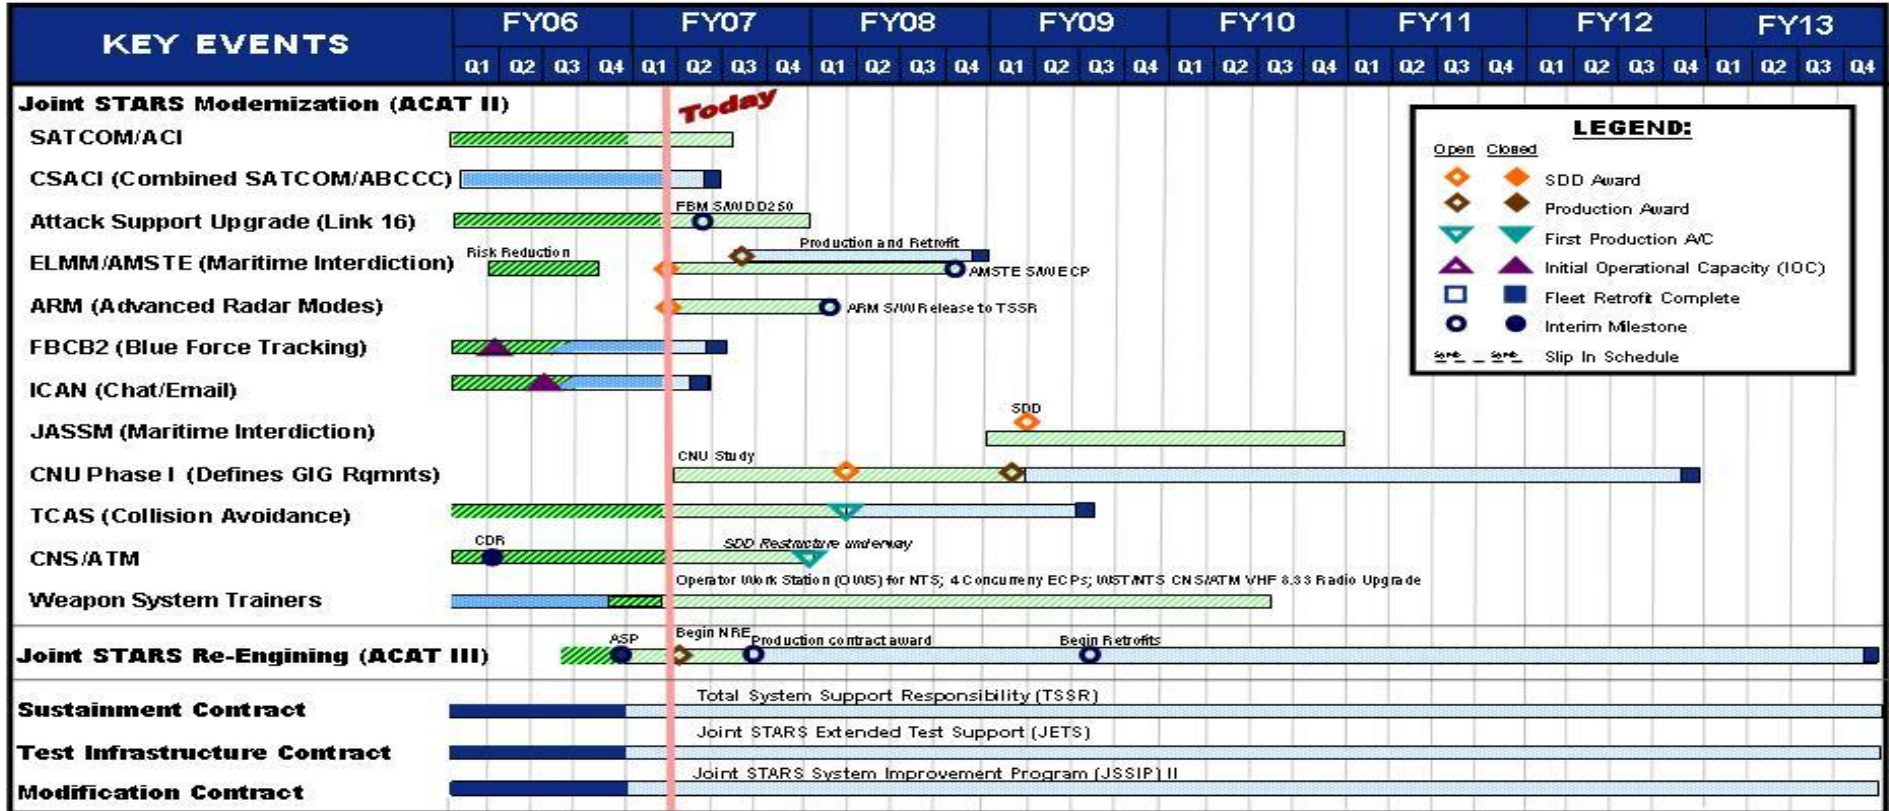 KEY EVENTS
FY06 FY07 FY08 FY09 FY10 FY11 FY12 FY13
Q1 Q2 Q3 Q4 Q1 Q2 Q3 Q4 Q1 Q2 Q3 Q4 Q1 Q2 Q3 Q4 Q1 Q2 Q3 Q4 Q1 Q2 Q3 Q4 Q1 Q2 Q3 Q4 Q1 Q2 Q3 Q4
Joint STARS Modernization (ACAT II)
Today
SATCOM/ACI
CSACI (Combined SATCOM/ABCCC)
FBM S/W DD250
Attack Support Upgrade (Link 16)
Risk Reduction
Production and Retrofit
ELMM/AMSTE (Maritime Interdiction)
AMSTE S/W ECP
ARM (Advanced Radar Modes)
ARM S/W Release to TSSR
FBCB2 (Blue Force Tracking)
ICAN (Chat/Email)
SDD
JASSM (Maritime Interdiction)
CNU Study
CNU Phase I (Defines GIG Rqmnts)
TCAS (Collision Avoidance)
CDR
SDD Restructure underway
CNS/ATM
Operator Work Station (OWS) for NTS; 4 Concurreny ECPs; WST/NTS CNS/ATM VHF 8.33 Radio Upgrade
Weapon System Trainers
ASP
Begin NRE
Production contract award
Begin Retrofits
Joint STARS Re-Engining (ACAT III)
Total System Support Responsibility (TSSR)
Sustainment Contract
Joint STARS Extended Test Support (JETS)
Test Infrastructure Contract
Joint STARS System Improvement Program (JSSIP) II
Modification Contract
LEGEND:
Open Closed
SDD Award
Production Award
First Production A/C
Initial Operational Capacity (IOC)
Fleet Retrofit Complete
Interim Milestone
Slip In Schedule